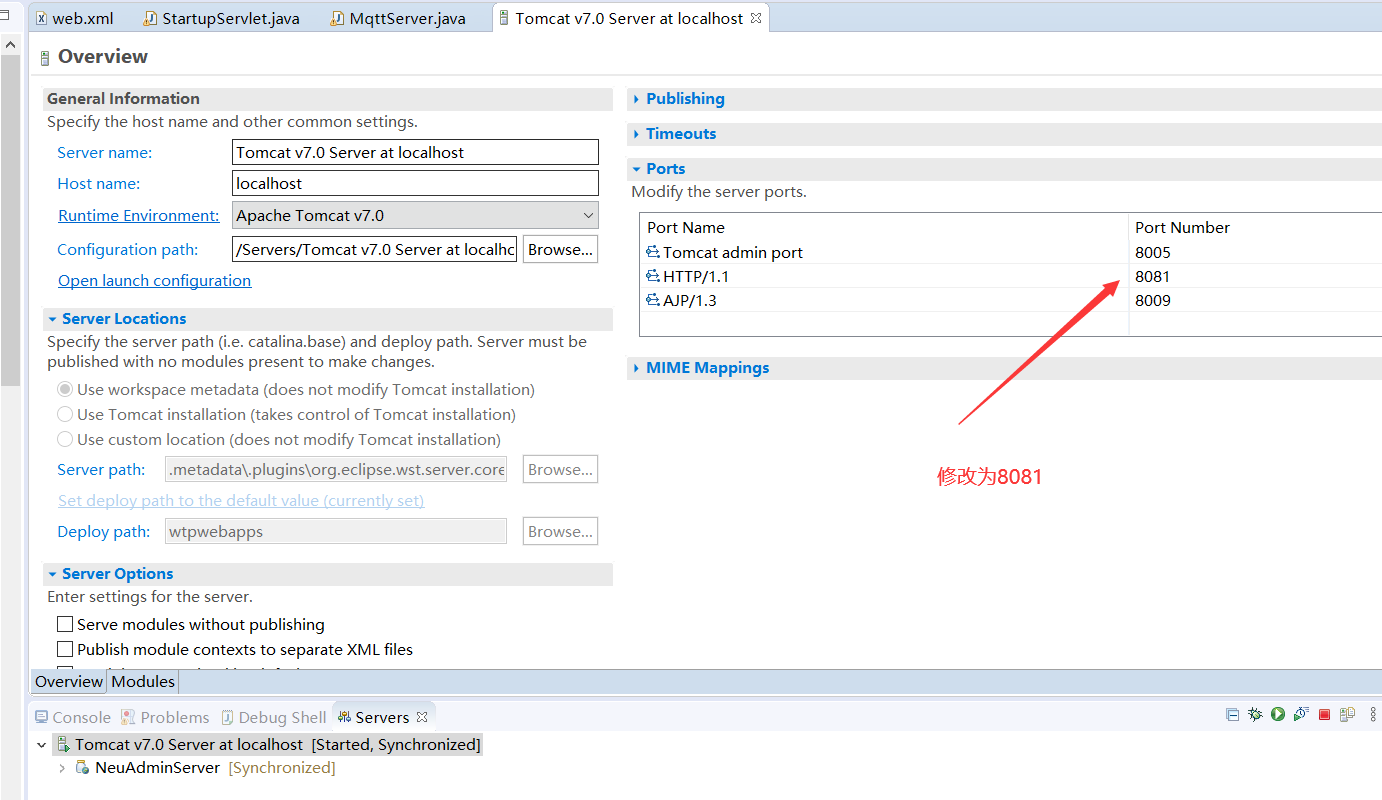 web.xml StartupServlet.java MqttServer.java Tomcat v7.0 Server at localhost
Overview
General Information
Specify the host name and other common settings.
Server name: Tomcat v7.0 Server at localhost
Host name: localhost
Runtime Environment: Apache Tomcat v7.0
Configuration path: /Servers/Tomcat v7.0 Server at localhc Browse...
Open launch configuration
Server Locations
Specify the server path (i.e. catalina.base) and deploy path. Server must be
published with no modules present to make changes.
Use workspace metadata (does not modify Tomcat installation)
Use Tomcat installation (takes control of Tomcat installation)
Use custom location (does not modify Tomcat installation)
Server path: .metadata\.plugins\org.eclipse.wst.server.core Browse...
Set deploy path to the default value (currently set)
Deploy path: wtpwebapps Browse...
Server Options
Enter settings for the server.
Serve modules without publishing
Publish module contexts to separate XML files
Publishing
Timeouts
Ports
Modify the server ports.
Port Name Port Number
Tomcat admin port 8005
HTTP/1.1 8081
AJP/1.3 8009
MIME Mappings
修改为8081
Overview Modules
Console Problems Debug Shell Servers
Tomcat v7.0 Server at localhost [Started, Synchronized]
NeuAdminServer [Synchronized]